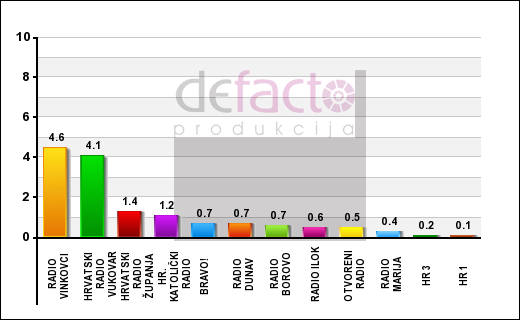 10
8
6
4
2
0
defacto
produkcija
4.6
4.1
1.4
1.2
0.7
0.7
0.7
0.6
0.5
0.4
0.2
0.1
RADIO
VINKOVCI
HRVATSKI
RADIO
VUKOVAR
HRVATSKI
RADIO
ŽUPANJA
HR.
KATOLIČKI
RADIO
BRAVO!
RADIO
DUNAV
RADIO
BOROVO
RADIO ILOK
OTVORENI
RADIO
RADIO
MARIJA
HR 3
HR 1